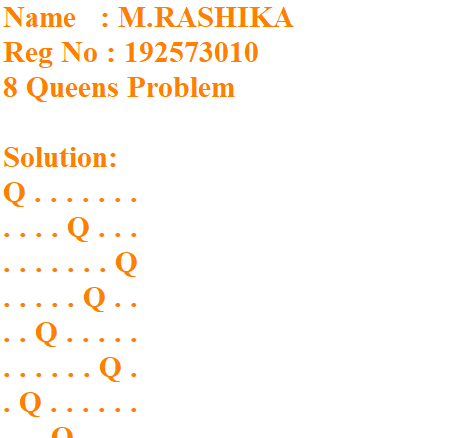 Name   : M.RASHIKA
Reg No : 192573010
8 Queens Problem
Solution:
Q . . . . . . .
. . . . Q . . .
. . . . . . . Q
. . . . . Q . .
. . Q . . . . .
. . . . . . Q .
. Q . . . . . .
Q